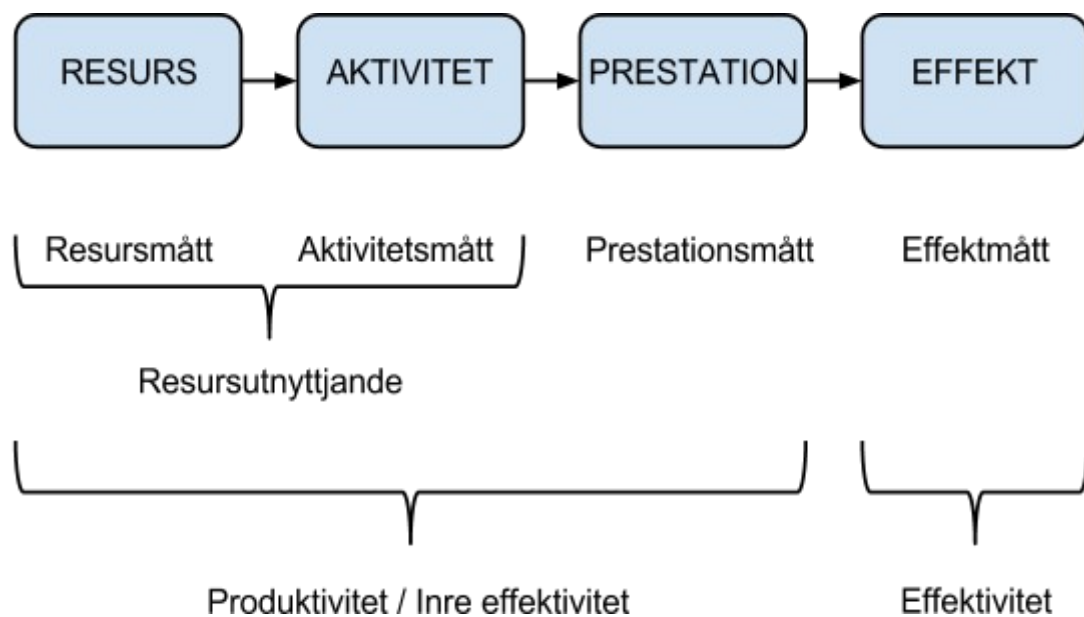 RESURS AKTIVITET PRESTATION EFFEKT
Resursmått Aktivitetsmått Prestationsmått Effektmått
Resursutnyttjande
Produktivitet / Inre effektivitet Effektivitet